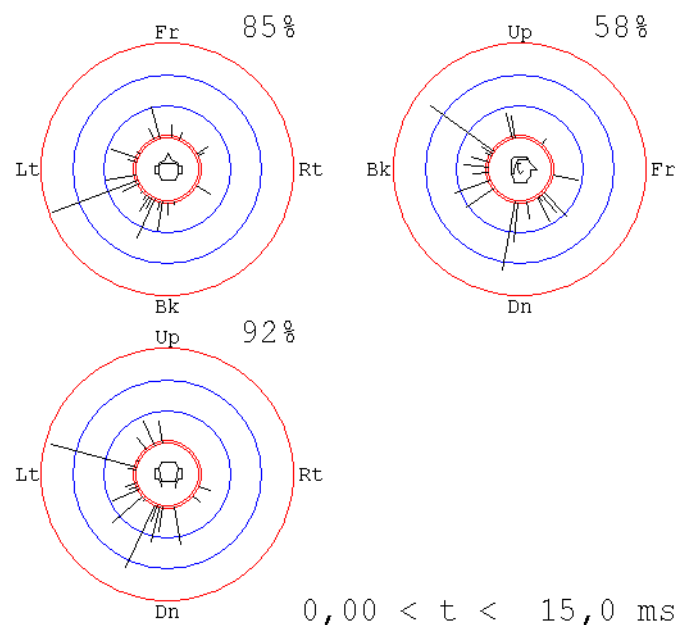 Fr 85%
Up 58%
Lt Rt
Bk Fr
Bk
Dn
Up 92%
Lt Rt
Dn
0,00 < t < 15,0 ms